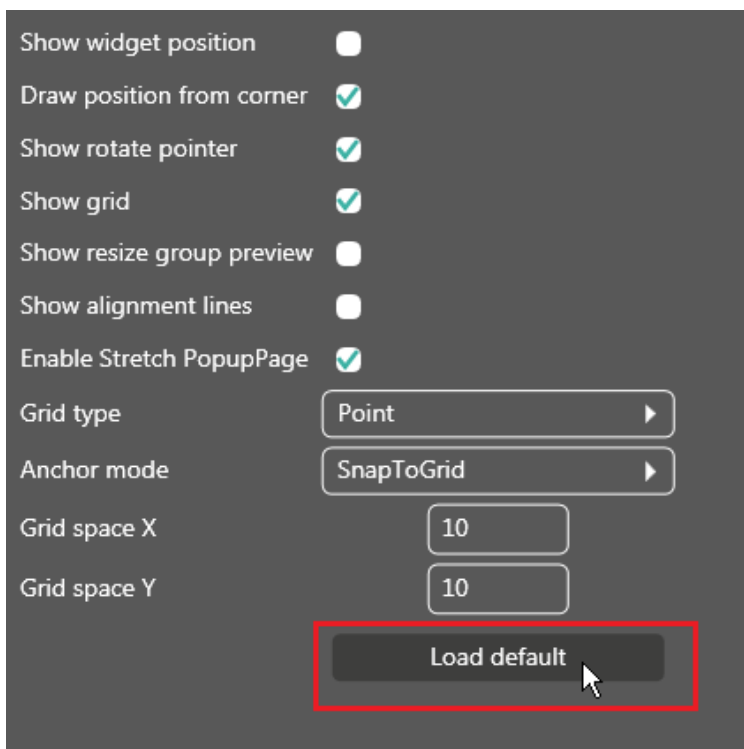 Show widget position
Draw position from corner
Show rotate pointer
Show grid
Show resize group preview
Show alignment lines
Enable Stretch PopupPage
Grid type Point
Anchor mode SnapToGrid
Grid space X 10
Grid space Y 10
Load default